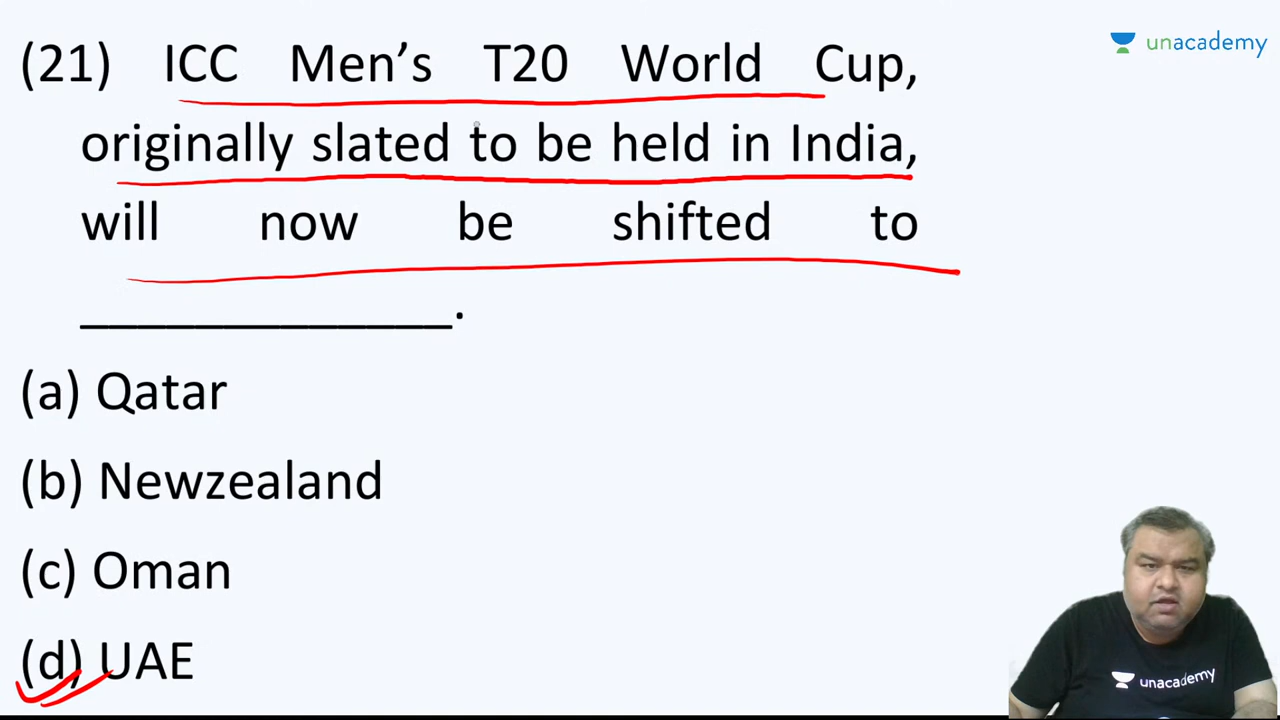 (21) ICC Men’s T20 World Cup,
originally slated to be held in India,
will now be shifted to
______________.
(a) Qatar
(b) Newzealand
(c) Oman
(d) UAE
unacademy
unacademy